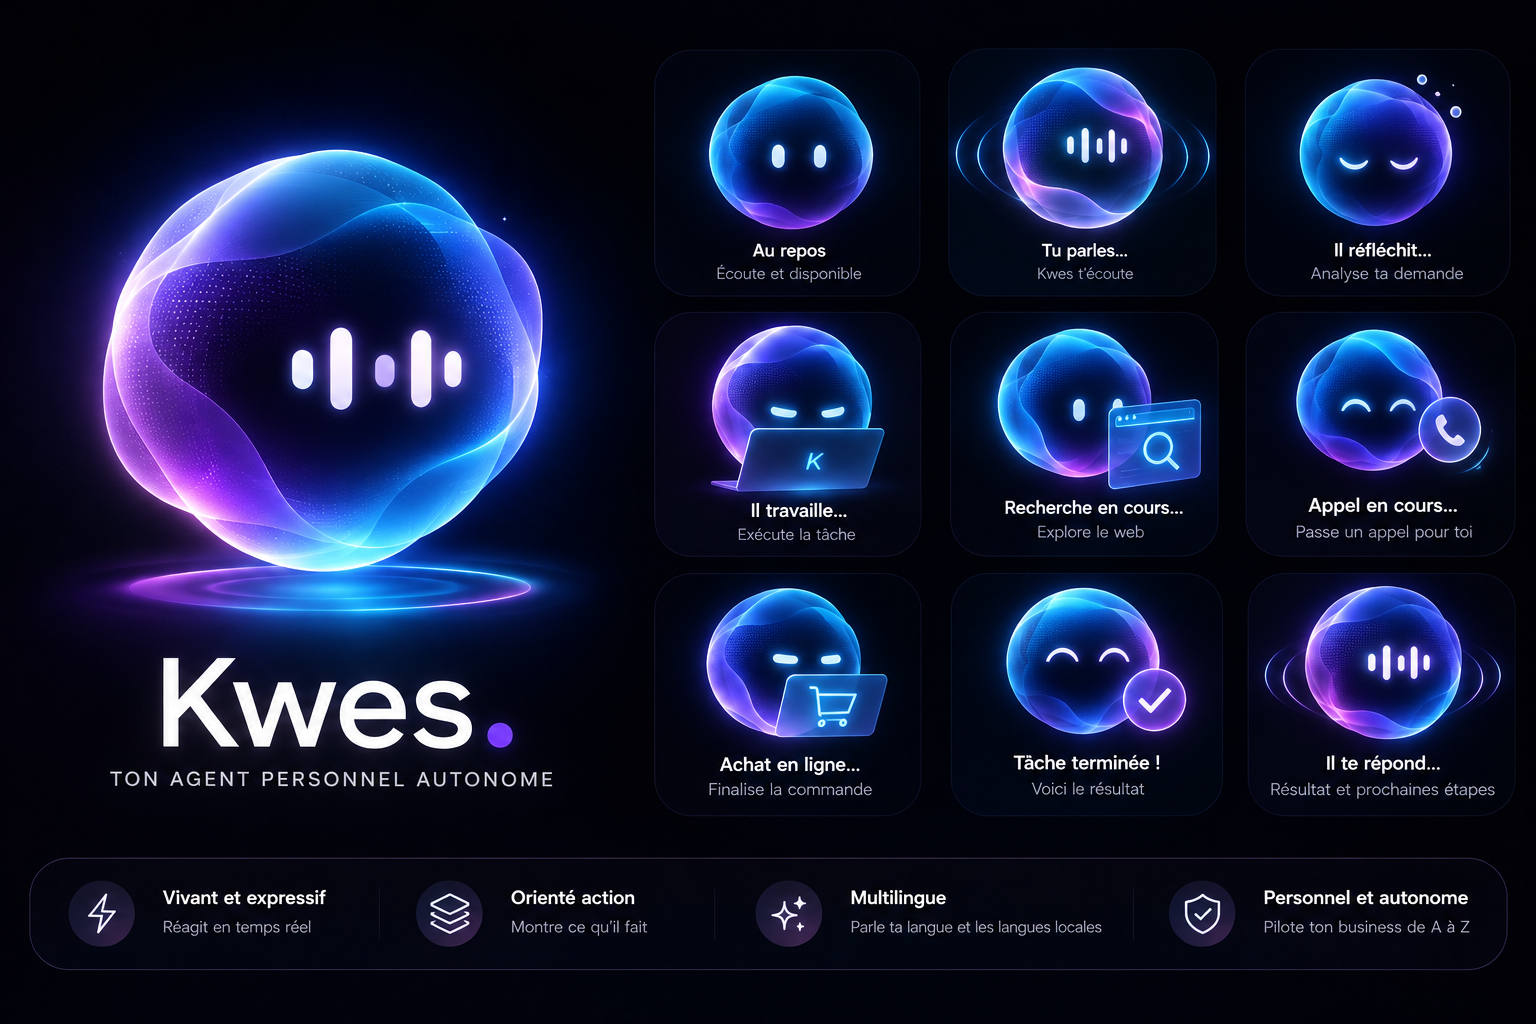 Kwes.
TON AGENT PERSONNEL AUTONOME
Au repos
Écoute et disponible
Tu parles...
Kwes t'écoute
Il réfléchit...
Analyse ta demande
K
Il travaille...
Exécute la tâche
Recherche en cours...
Explore le web
Appel en cours...
Passe un appel pour toi
Achat en ligne...
Finalise la commande
Tâche terminée !
Voici le résultat
Il te répond...
Résultat et prochaines étapes
Vivant et expressif
Réagit en temps réel
Orienté action
Montre ce qu'il fait
Multilingue
Parle ta langue et les langues locales
Personnel et autonome
Pilote ton business de A à Z